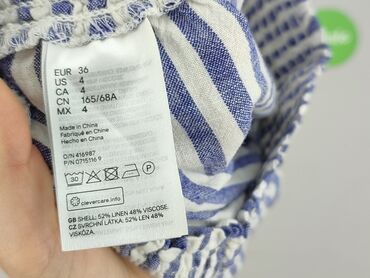 EUR 36
US 4
CA 4
CN 165/68A
MX 4
Made in China
Fabriqué en Chine
Hecho en China
O/N 416987
P/N 0715116 9
30
P
clevercare.info
GB SHELL: 52% LINEN 48% VISCOSE.
CZ SVRCHNÍ LÁTKA: 52% LEN 48%
VISKÓZA.